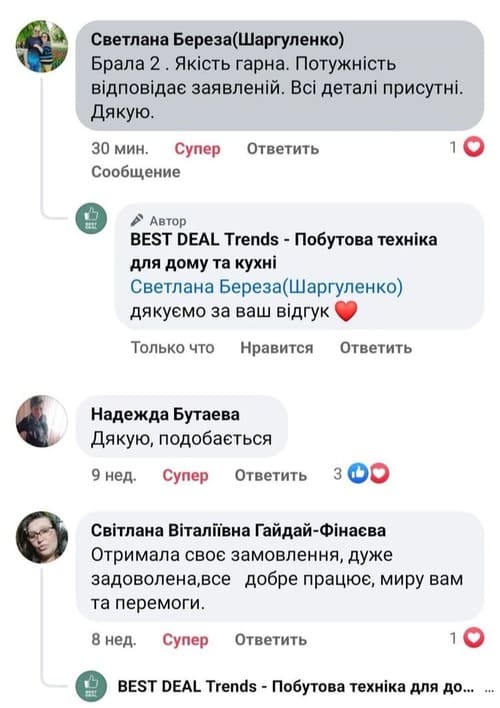 Светлана Береза(Шаргуленко)
Брала 2 . Якість гарна. Потужність
відповідає заявленій. Всі деталі присутні.
Дякую.
30 мин. Супер Ответить 1
Сообщение
Автор
BEST DEAL Trends - Побутова техніка
для дому та кухні
Светлана Береза(Шаргуленко)
дякуємо за ваш відгук
Только что Нравится Ответить
Надежда Бутаева
Дякую, подобається
9 нед. Супер Ответить 3
Світлана Віталіївна Гайдай-Фінаєва
Отримала своє замовлення, дуже
задоволена,все добре працює, миру вам
та перемоги.
8 нед. Супер Ответить 1
BEST DEAL Trends - Побутова техніка для до... ...